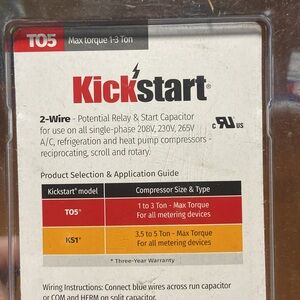 TO5 Max torque 1-3 Ton
Kickstart®
2-Wire - Potential Relay & Start Capacitor
for use on all single-phase 208V, 230V, 265V
A/C, refrigeration and heat pump compressors -
reciprocating, scroll and rotary.
c UL us
Product Selection & Application Guide
Kickstart® model Compressor Size & Type
TO5* 1 to 3 Ton - Max Torque
For all metering devices
KS1* 3.5 to 5 Ton - Max Torque
For all metering devices
* Three-Year Warranty
Wiring Instructions: Connect blue wires across run capacitor
or COM and HERM on split capacitor.